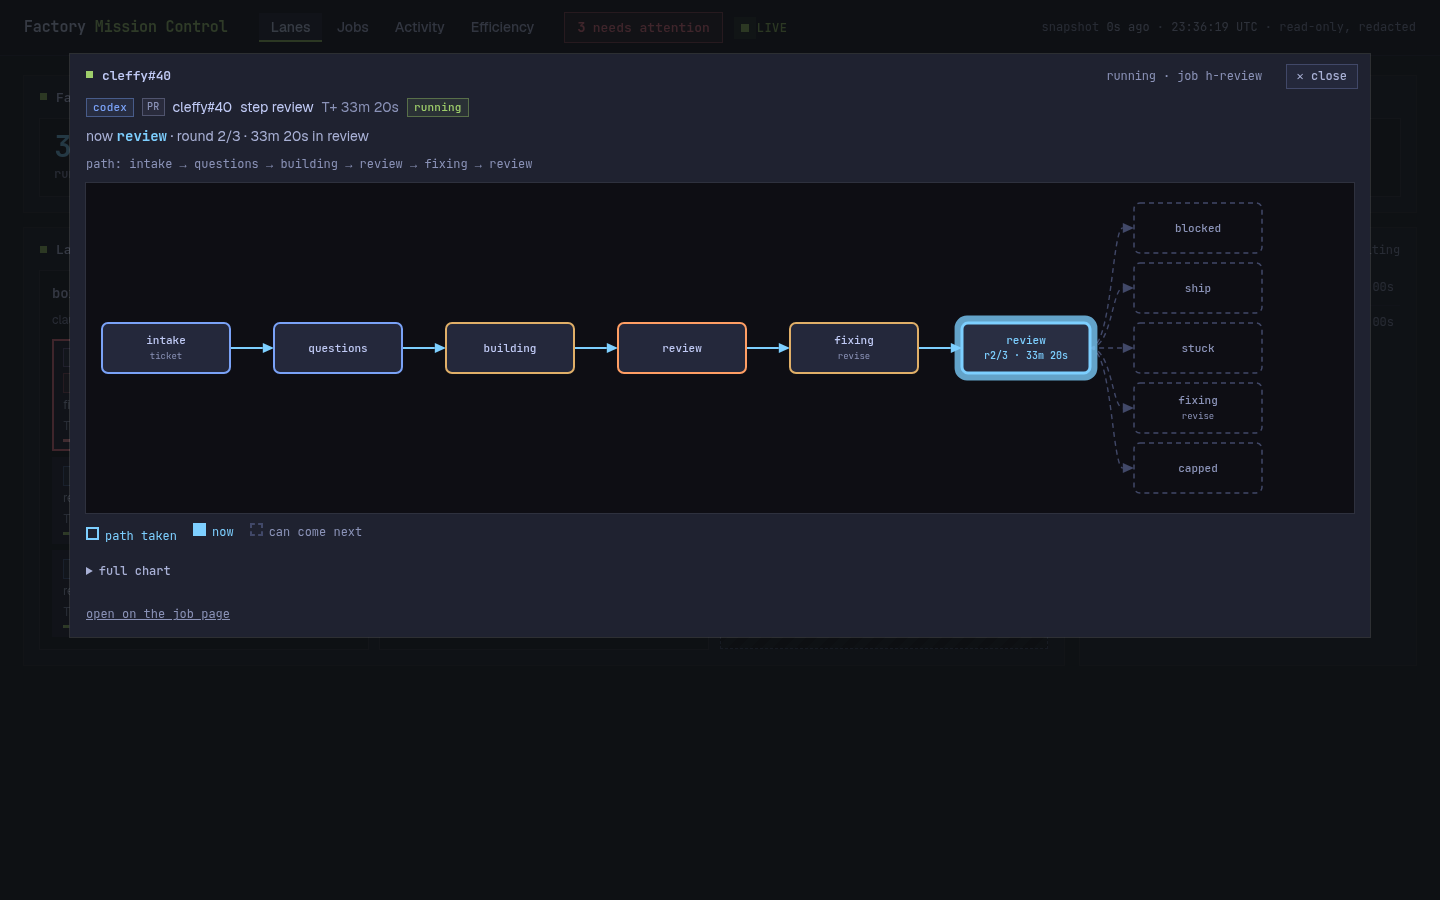 Factory Mission Control Lanes Jobs Activity Efficiency 3 needs attention LIVE snapshot 0s ago · 23:36:19 UTC · read-only, redacted
cleffy#40 running · job h-review × close
codex PR cleffy#40 step review T+ 33m 20s running
now review · round 2/3 · 33m 20s in review
path: intake → questions → building → review → fixing → review
blocked
ship
intake
ticket
questions
building
review
fixing
revise
review
r2/3 · 33m 20s
stuck
fixing
revise
capped
path taken now can come next
full chart
open on the job page